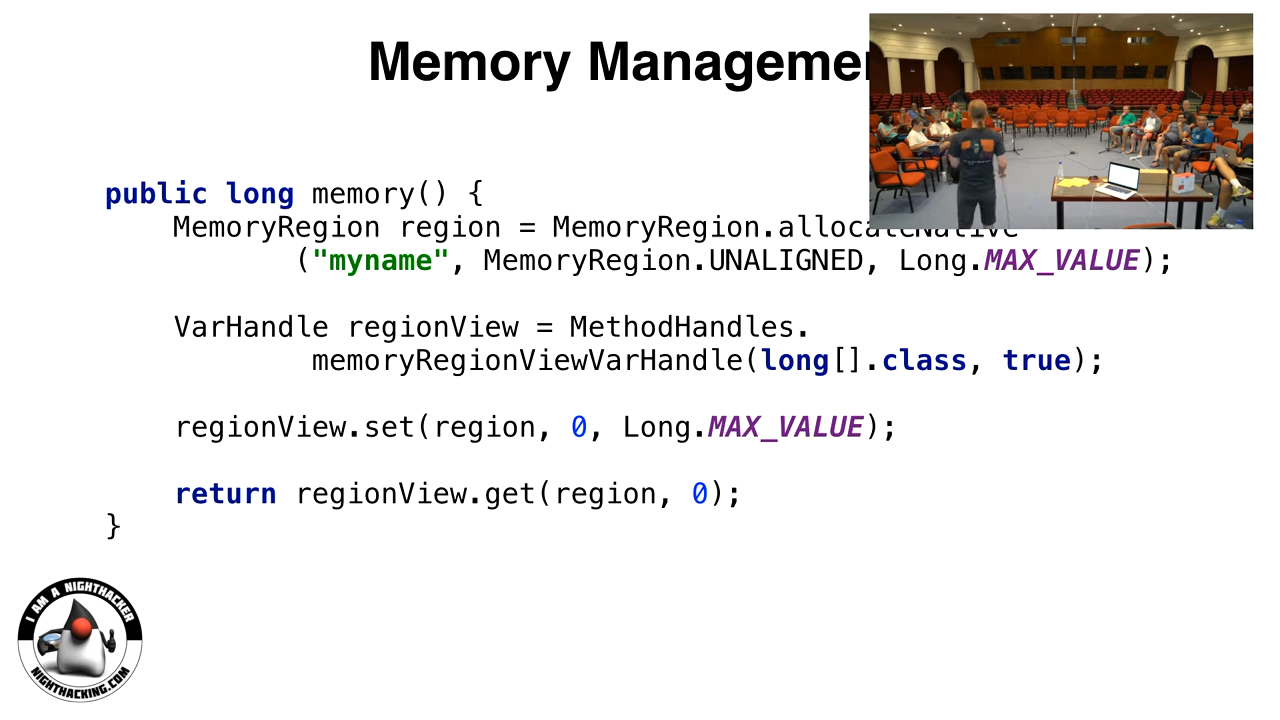 Memory Managemen
public long memory() {
MemoryRegion region = MemoryRegion.allocateNative
("myname", MemoryRegion.UNALIGNED, Long.MAX_VALUE);
VarHandle regionView = MethodHandles.
memoryRegionViewVarHandle(long[].class, true);
regionView.set(region, 0, Long.MAX_VALUE);
return regionView.get(region, 0);
}
I AM A NIGHTHACKER
NIGHTHACKING.COM